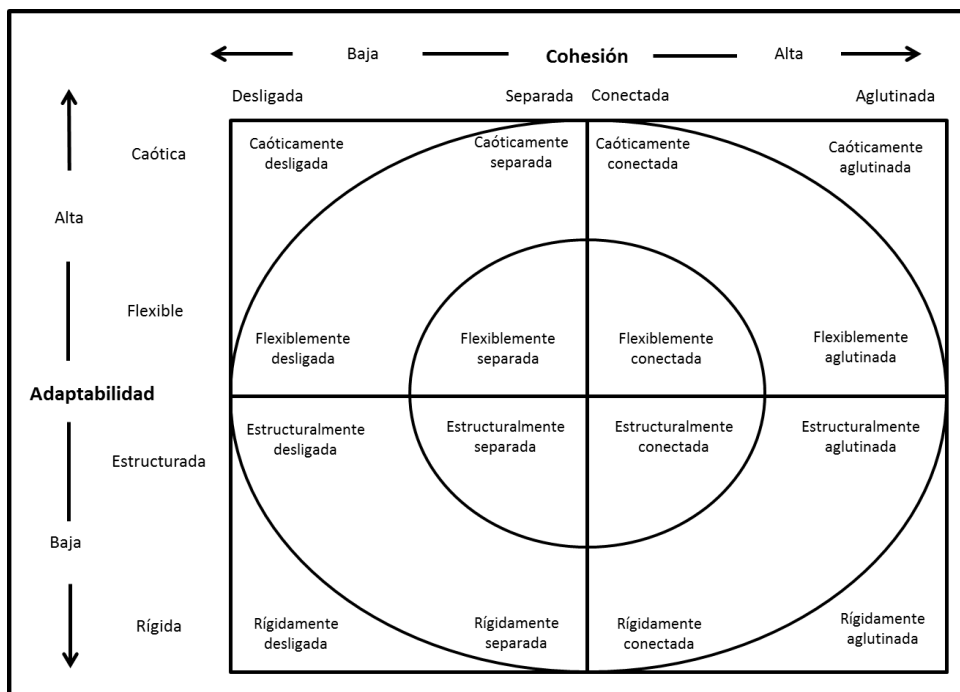 Baja
Cohesión
Alta
Desligada
Separada
Conectada
Aglutinada
Caótica
Caóticamente
desligada
Caóticamente
separada
Caóticamente
conectada
Caóticamente
aglutinada
Alta
Flexible
Flexiblemente
desligada
Flexiblemente
separada
Flexiblemente
conectada
Flexiblemente
aglutinada
Adaptabilidad
Estructurada
Estructuralmente
desligada
Estructuralmente
separada
Estructuralmente
conectada
Estructuralmente
aglutinada
Baja
Rígida
Rígidamente
desligada
Rígidamente
separada
Rígidamente
conectada
Rígidamente
aglutinada